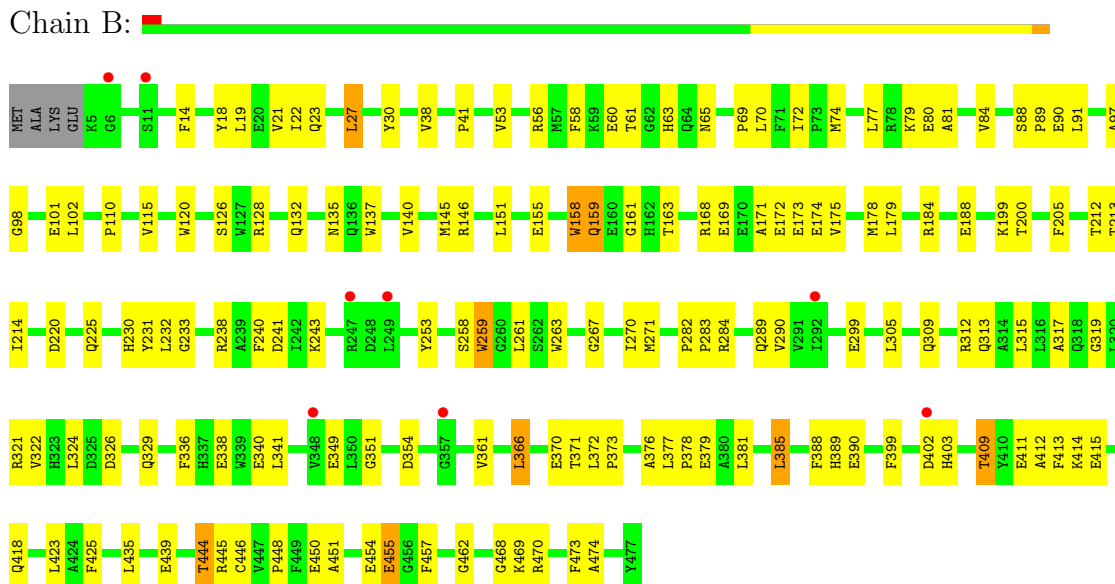 Chain B:
MET ALA LYS GLU K5 G6 S11 F14 Y18 L19 E20 V21 I22 Q23 L27 Y30 V38 P41 V53 R56 M57 F58 K59 E60 T61 G62 H63 Q64 N65 P69 L70 F71 I72 P73 M74 L77 R78 K79 E80 A81 V84 S88 P89 E90 L91 A97
G98 E101 L102 P110 V115 W120 S126 W127 R128 Q132 N135 Q136 W137 V140 M145 R146 L151 E155 W158 Q159 E160 G161 H162 T163 R168 E169 E170 A171 E172 E173 E174 V175 M178 L179 R184 E188 K199 T200 F205 T212 T213
I214 D220 Q225 H230 Y231 L232 G233 R238 A239 F240 D241 I242 K243 R247 D248 L249 Y253 S258 W259 G260 L261 S262 W263 G267 I270 M271 P282 P283 R284 Q289 V290 V291 I292 E299 L305 Q309 R312 Q313 A314 L315 L316 A317 Q318 G319 L320
R321 V322 H323 L324 D325 D326 Q329 F336 H337 E338 W339 E340 L341 V348 E349 L350 G351 D354 G357 V361 L366 E370 T371 L372 P373 A376 L377 P378 E379 A380 L381 L385 F388 H389 E390 F399 D402 H403 T409 Y410 E411 A412 F413 K414 E415
Q418 L423 A424 F425 L435 E439 T444 R445 C446 V447 P448 F449 E450 A451 E454 E455 G456 F457 G462 G468 K469 R470 F473 A474 Y477